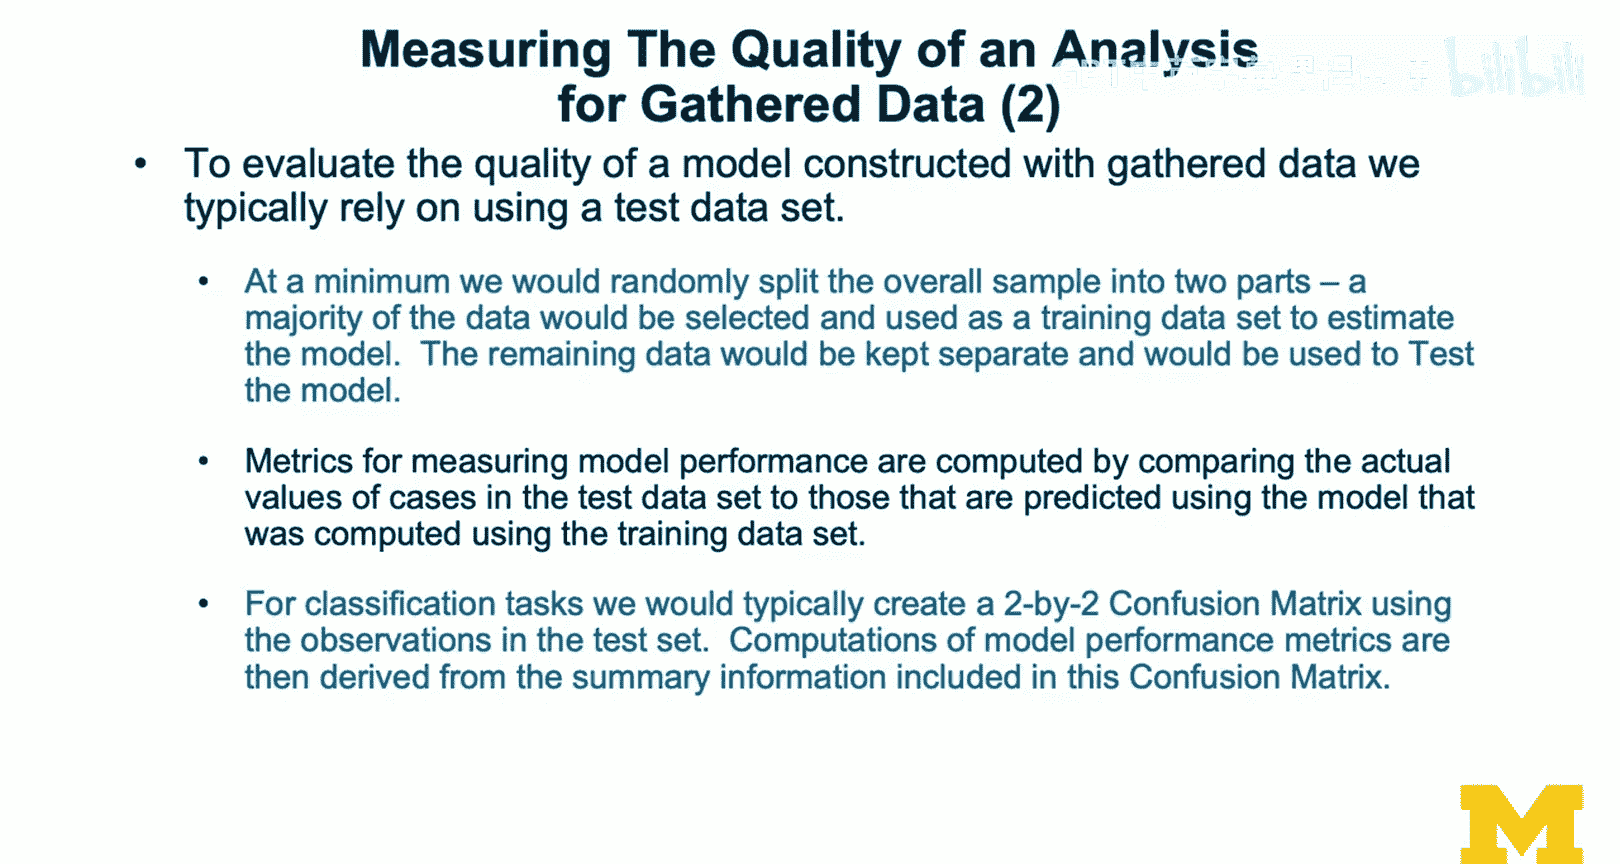 Measuring The Quality of an Analysis
for Gathered Data (2)
• To evaluate the quality of a model constructed with gathered data we
typically rely on using a test data set.
• At a minimum we would randomly split the overall sample into two parts – a
majority of the data would be selected and used as a training data set to estimate
the model. The remaining data would be kept separate and would be used to Test
the model.
• Metrics for measuring model performance are computed by comparing the actual
values of cases in the test data set to those that are predicted using the model that
was computed using the training data set.
• For classification tasks we would typically create a 2-by-2 Confusion Matrix using
the observations in the test set. Computations of model performance metrics are
then derived from the summary information included in this Confusion Matrix.
bilibili
M